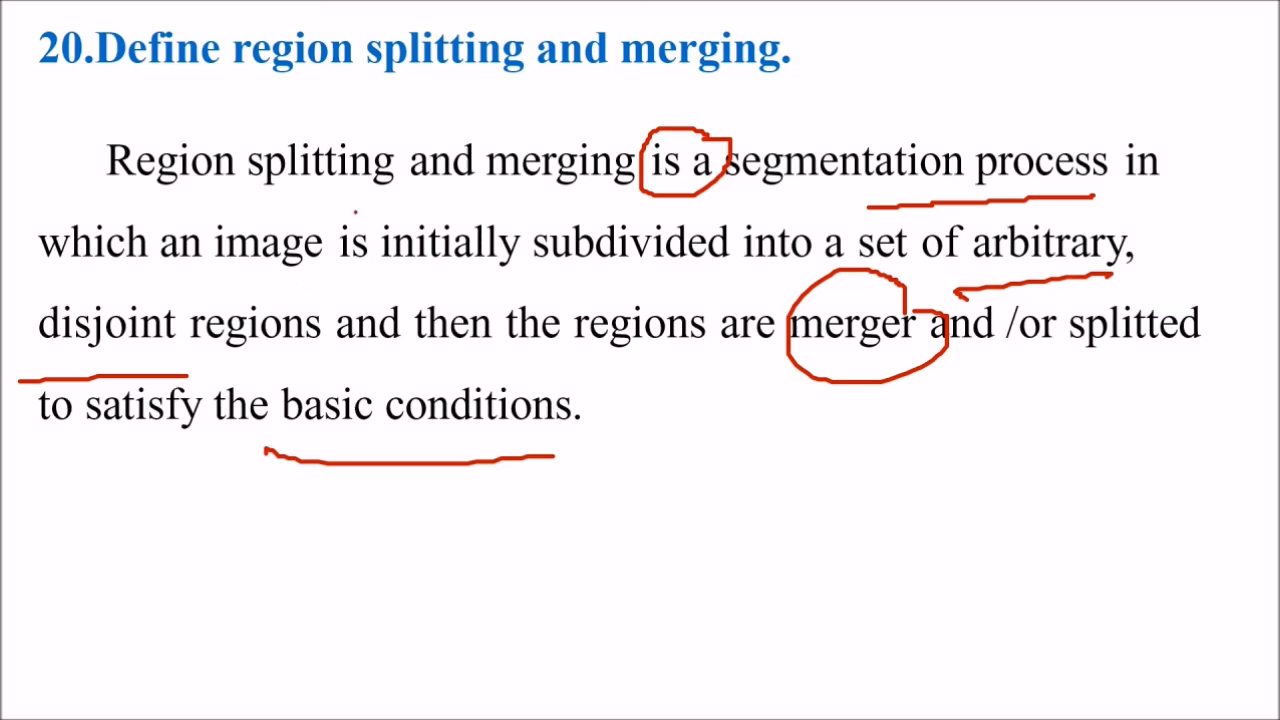 20.Define region splitting and merging.
Region splitting and merging is a segmentation process in
which an image is initially subdivided into a set of arbitrary,
disjoint regions and then the regions are merger and /or splitted
to satisfy the basic conditions.